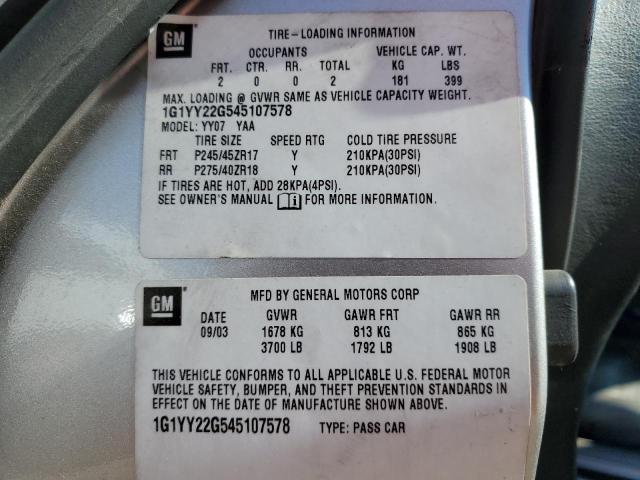 GM
TIRE-LOADING INFORMATION
OCCUPANTS VEHICLE CAP. WT.
FRT. CTR. RR. TOTAL KG LBS
2 0 0 2 181 399
MAX. LOADING @ GVWR SAME AS VEHICLE CAPACITY WEIGHT.
1G1YY22G545107578
MODEL: YY07 YAA
TIRE SIZE SPEED RTG COLD TIRE PRESSURE
FRT P245/45ZR17 Y 210KPA(30PSI)
RR P275/40ZR18 Y 210KPA(30PSI)
IF TIRES ARE HOT, ADD 28KPA(4PSI).
SEE OWNER'S MANUAL i FOR MORE INFORMATION.
GM
MFD BY GENERAL MOTORS CORP
DATE GVWR GAWR FRT GAWR RR
09/03 1678 KG 813 KG 865 KG
3700 LB 1792 LB 1908 LB
THIS VEHICLE CONFORMS TO ALL APPLICABLE U.S. FEDERAL MOTOR
VEHICLE SAFETY, BUMPER, AND THEFT PREVENTION STANDARDS IN
EFFECT ON THE DATE OF MANUFACTURE SHOWN ABOVE.
1G1YY22G545107578 TYPE: PASS CAR